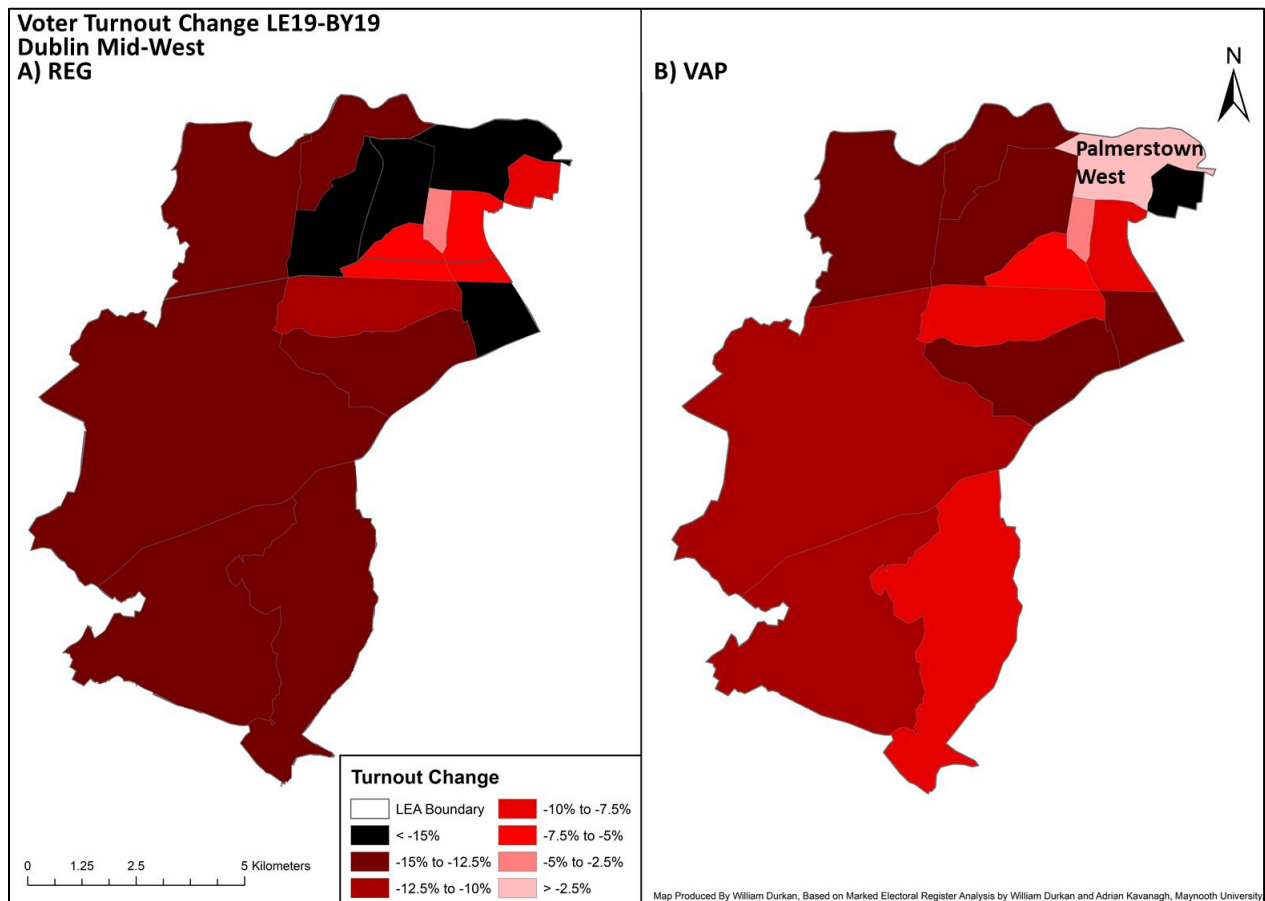 Voter Turnout Change LE19-BY19
Dublin Mid-West
A) REG
B) VAP
N
Palmerstown
West
Turnout Change
LEA Boundary
< -15%
-15% to -12.5%
-12.5% to -10%
-10% to -7.5%
-7.5% to -5%
-5% to -2.5%
> -2.5%
0 1.25 2.5 5 Kilometers
Map Produced By William Durkan, Based on Marked Electoral Register Analysis by William Durkan and Adrian Kavanagh, Maynooth University